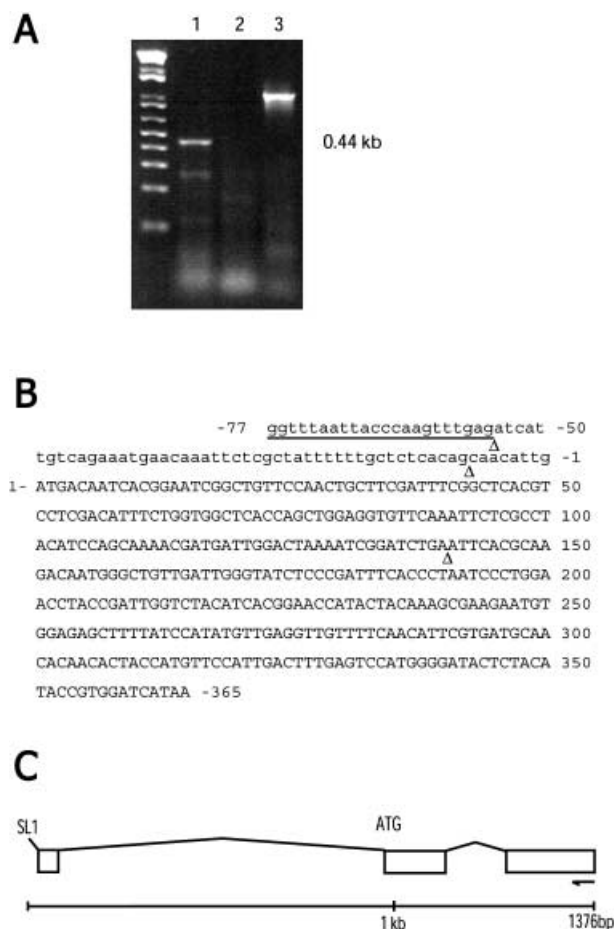 A
1 2 3
0.44 kb
B
-77 ggtttaattacccaagtttgagatcat -50
Δ
tgtcagaaatgaacaaattctcgctattttttgctctcacagcaacattg -1
Δ
1- ATGACAATCACGGAATCGGCTGTTCCAACTGCTTCGATTTCGGCTCACGT 50
CCTCGACATTTCTGGTGGCTCACCAGCTGGAGGTGTTCAAATTCTCGCCT 100
ACATCCAGCAAAACGATGATTGGACTAAAATCGGATCTGAATTCACGCAA 150
Δ
GACAATGGGCTGTTGATTGGGTATCTCCCGATTTCACCCTAATCCCTGGA 200
ACCTACCGATTGGTCTACATCACGGAACCATACTACAAAGCGAAGAATGT 250
GGAGAGCTTTTATCCATATGTTGAGGTTGTTTTCAACATTCGTGATGCAA 300
CACAACACTACCATGTTCCATTGACTTTGAGTCCATGGGGATACTCTACA 350
TACCGTGGATCATAA -365
C
SL1
ATG
1 kb
1376bp